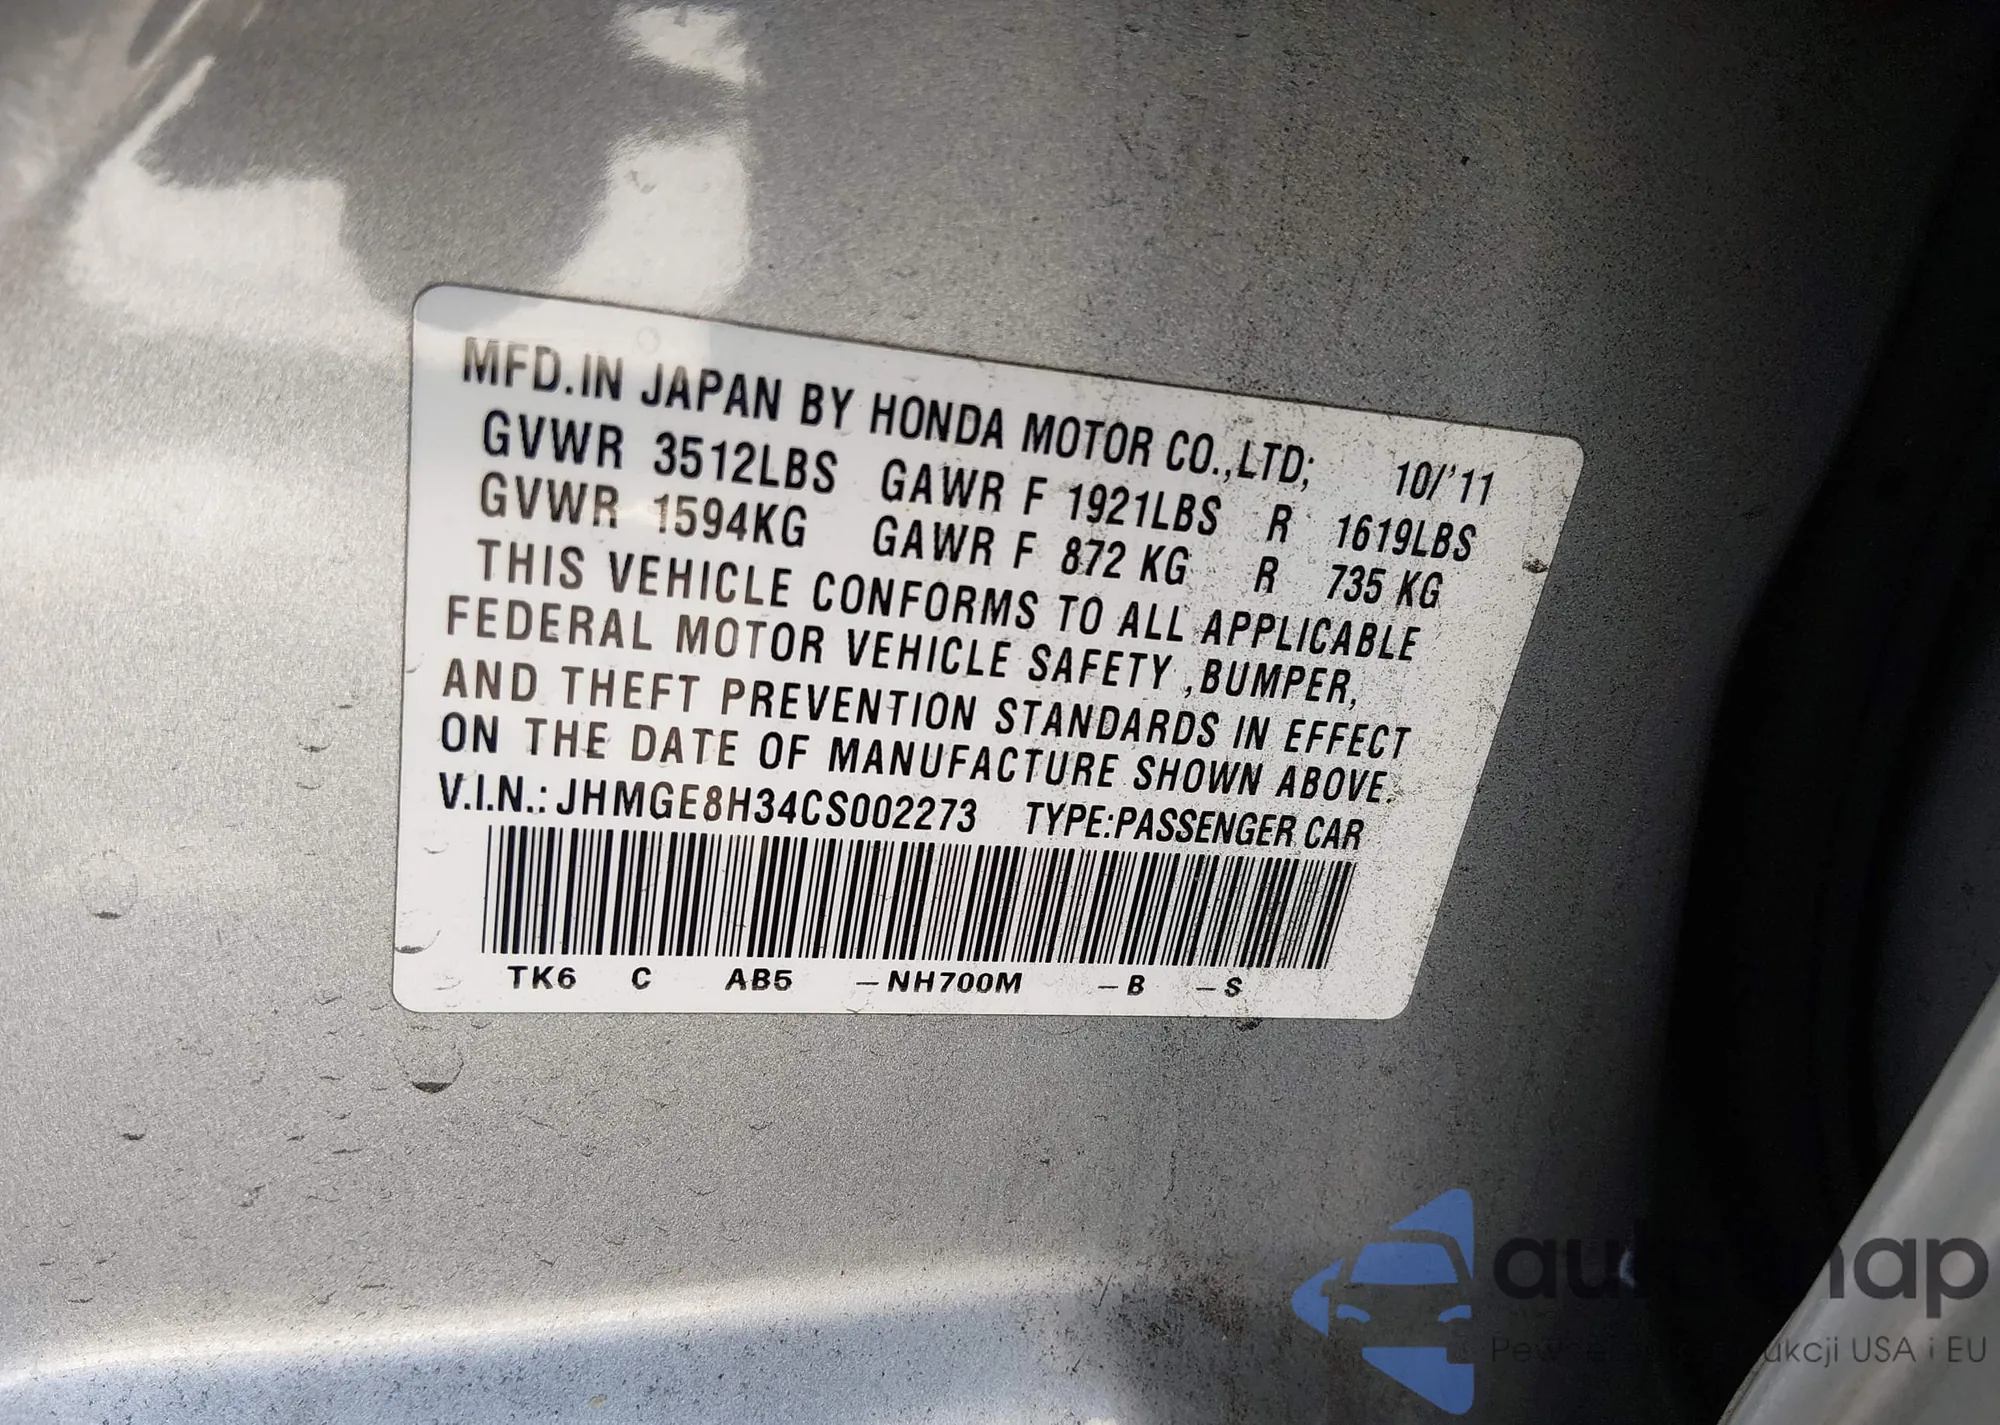 MFD.IN JAPAN BY HONDA MOTOR CO.,LTD; 10/'11
GVWR 3512LBS GAWR F 1921LBS R 1619LBS
GVWR 1594KG GAWR F 872 KG R 735 KG
THIS VEHICLE CONFORMS TO ALL APPLICABLE
FEDERAL MOTOR VEHICLE SAFETY ,BUMPER,
AND THEFT PREVENTION STANDARDS IN EFFECT
ON THE DATE OF MANUFACTURE SHOWN ABOVE.
V.I.N.: JHMGE8H34CS002273 TYPE:PASSENGER CAR
TK6 C AB5 –NH700M –B –S
USA i EU